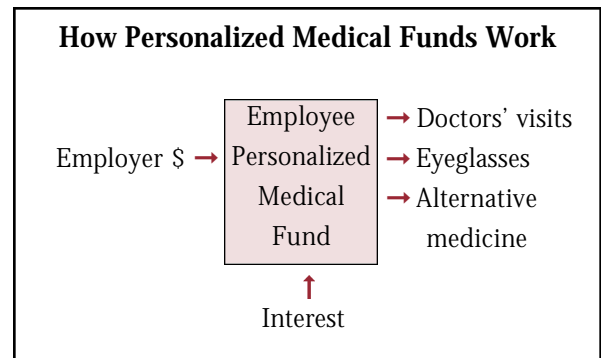 How Personalized Medical Funds Work
Employer $
Employee
Personalized
Medical
Fund
Doctors’ visits
Eyeglasses
Alternative
medicine
Interest